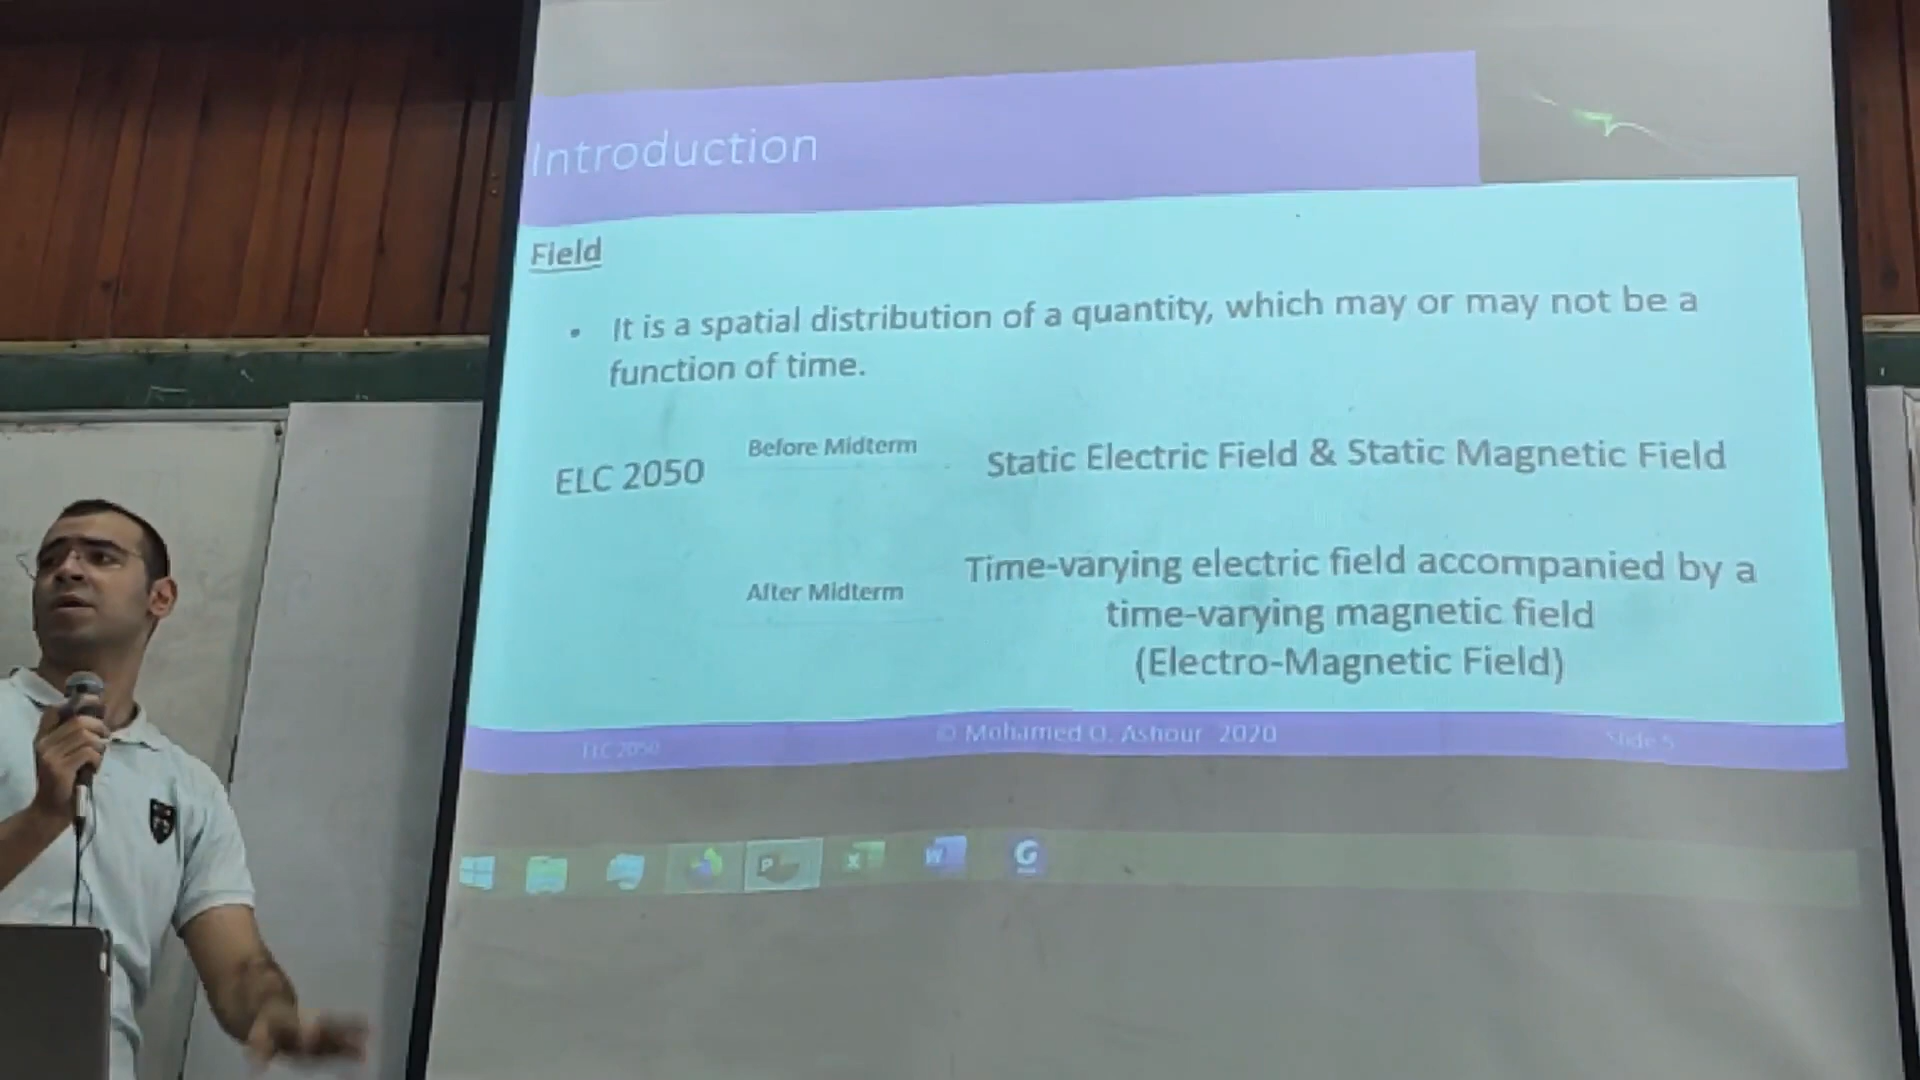 Introduction
Field
• It is a spatial distribution of a quantity, which may or may not be a
function of time.
ELC 2050
Before Midterm
Static Electric Field & Static Magnetic Field
After Midterm
Time-varying electric field accompanied by a
time-varying magnetic field
(Electro-Magnetic Field)
ELC 2050
© Mohamed O. Ashour 2020
Slide 5
P
X
W
G